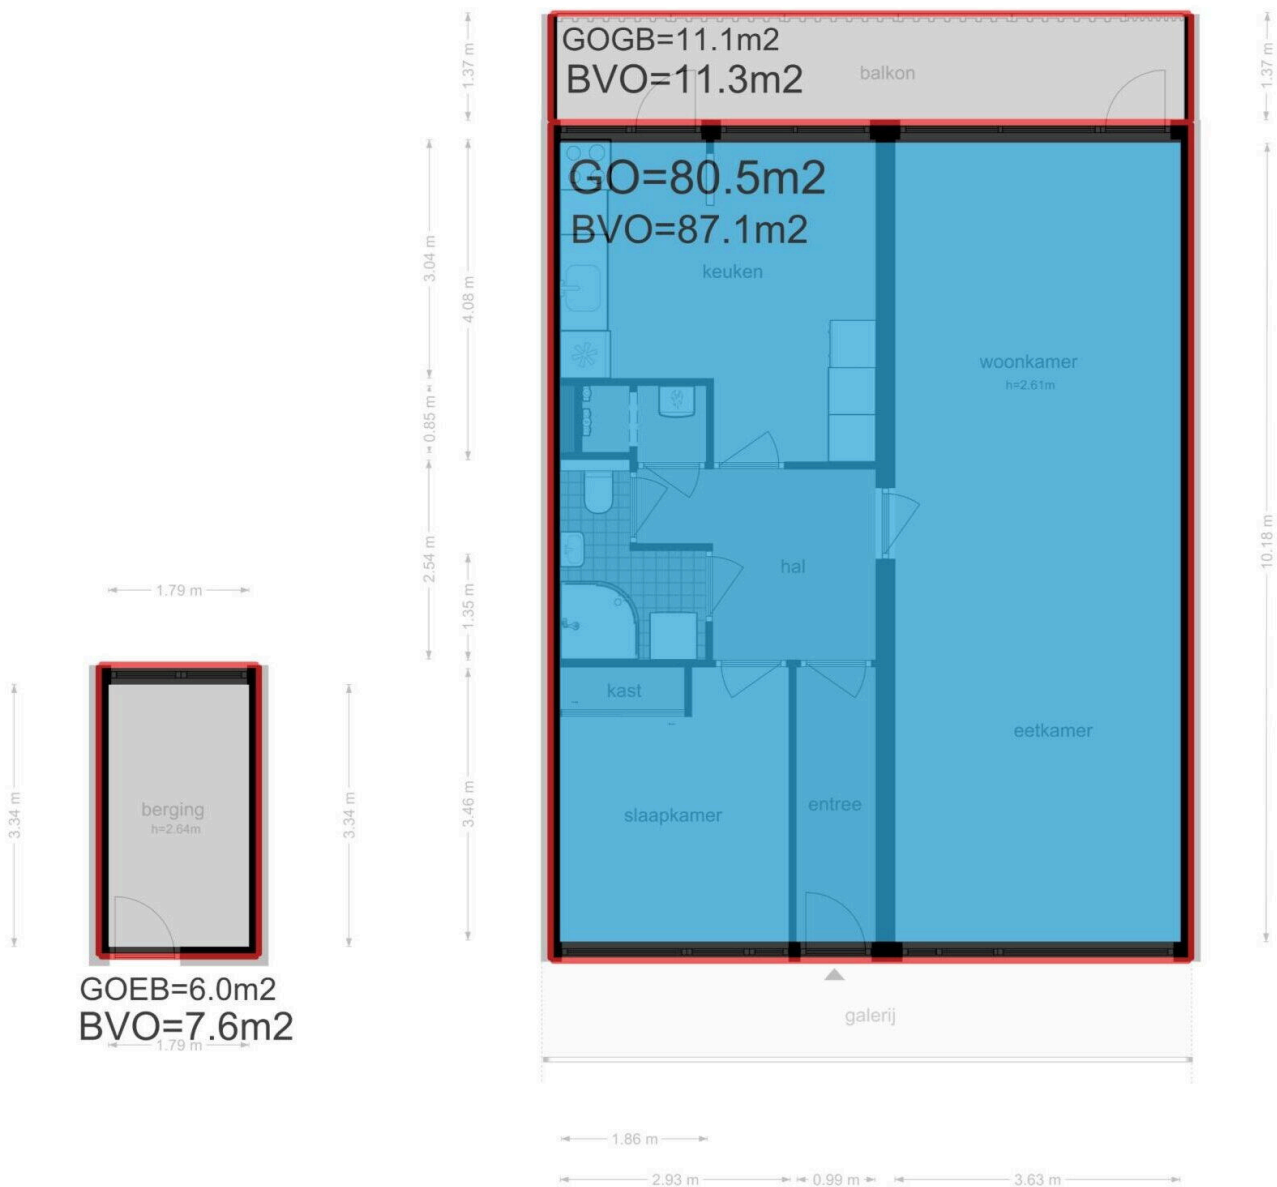 GOGB=11.1m2
BVO=11.3m2
balkon
1.37 m
1.37 m
GO=80.5m2
BVO=87.1m2
keuken
3.04 m
4.08 m
woonkamer
h=2.61m
0.85 m
2.54 m
1.35 m
hal
10.18 m
1.79 m
kast
eetkamer
slaapkamer
entree
3.46 m
3.34 m
berging
h=2.64m
3.34 m
GOEB=6.0m2
BVO=7.6m2
1.79 m
galerij
1.86 m
2.93 m
0.99 m
3.63 m